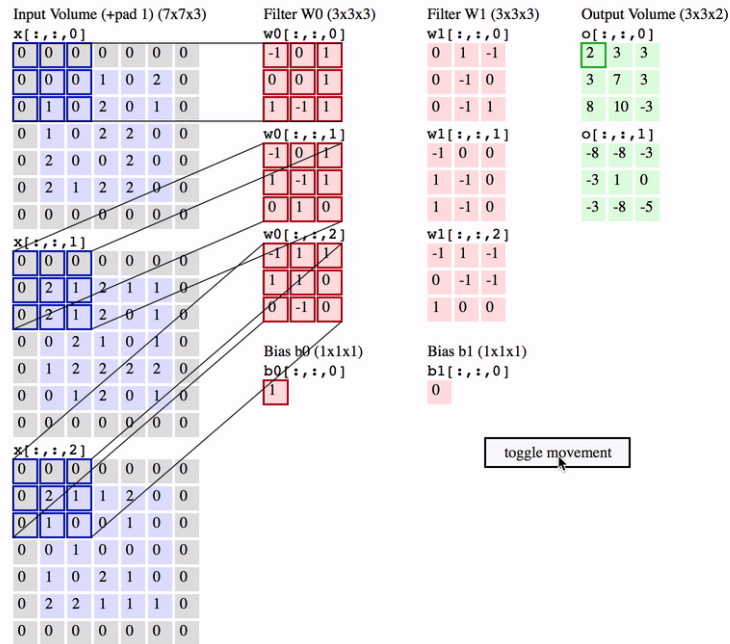 Input Volume (+pad 1) (7x7x3)
x[:,:,0]
0 0 0 0 0 0 0
0 0 0 1 0 2 0
0 1 0 2 0 1 0
0 1 0 2 2 0 0
0 2 0 0 2 0 0
0 2 1 2 2 0 0
0 0 0 0 0 0 0
x[:,:,1]
0 0 0 0 0 0 0
0 2 1 2 1 1 0
0 2 1 2 0 1 0
0 0 2 1 0 1 0
0 1 2 2 2 2 0
0 0 1 2 0 1 0
0 0 0 0 0 0 0
x[:,:,2]
0 0 0 0 0 0 0
0 2 1 1 2 0 0
0 1 0 0 1 0 0
0 0 1 0 0 0 0
0 1 0 2 1 0 0
0 2 2 1 1 1 0
0 0 0 0 0 0 0
Filter W0 (3x3x3)
w0[:,:,0]
-1 0 1
0 0 1
1 -1 1
w0[:,:,1]
-1 0 1
1 -1 1
0 1 0
w0[:,:,2]
-1 1 1
1 1 0
0 -1 0
Bias b0 (1x1x1)
b0[:,:,0]
1
Filter W1 (3x3x3)
w1[:,:,0]
0 1 -1
0 -1 0
0 -1 1
w1[:,:,1]
-1 0 0
1 -1 0
1 -1 0
w1[:,:,2]
-1 1 -1
0 -1 -1
1 0 0
Bias b1 (1x1x1)
b1[:,:,0]
0
Output Volume (3x3x2)
o[:,:,0]
2 3 3
3 7 3
8 10 -3
o[:,:,1]
-8 -8 -3
-3 1 0
-3 -8 -5
toggle movement